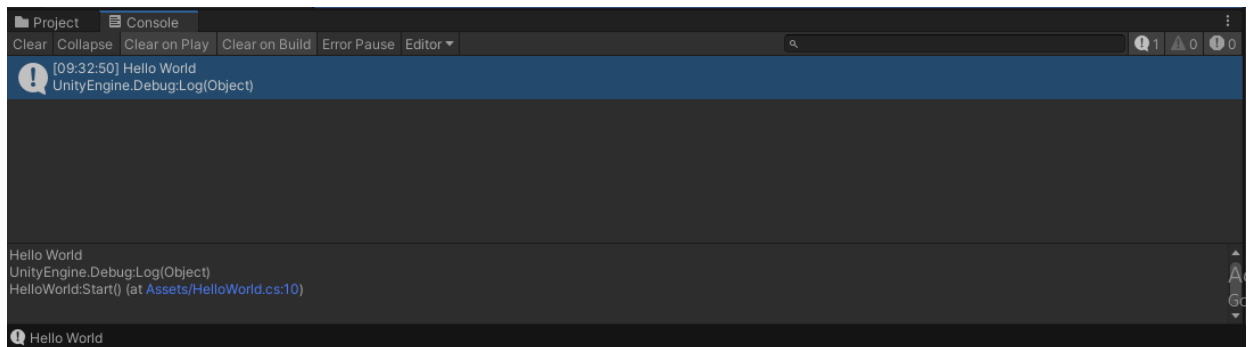 Project Console
Clear Collapse Clear on Play Clear on Build Error Pause Editor 1 0 0
[09:32:50] Hello World
UnityEngine.Debug:Log(Object)
Hello World
UnityEngine.Debug:Log(Object)
HelloWorld:Start() (at Assets/HelloWorld.cs:10)
Hello World